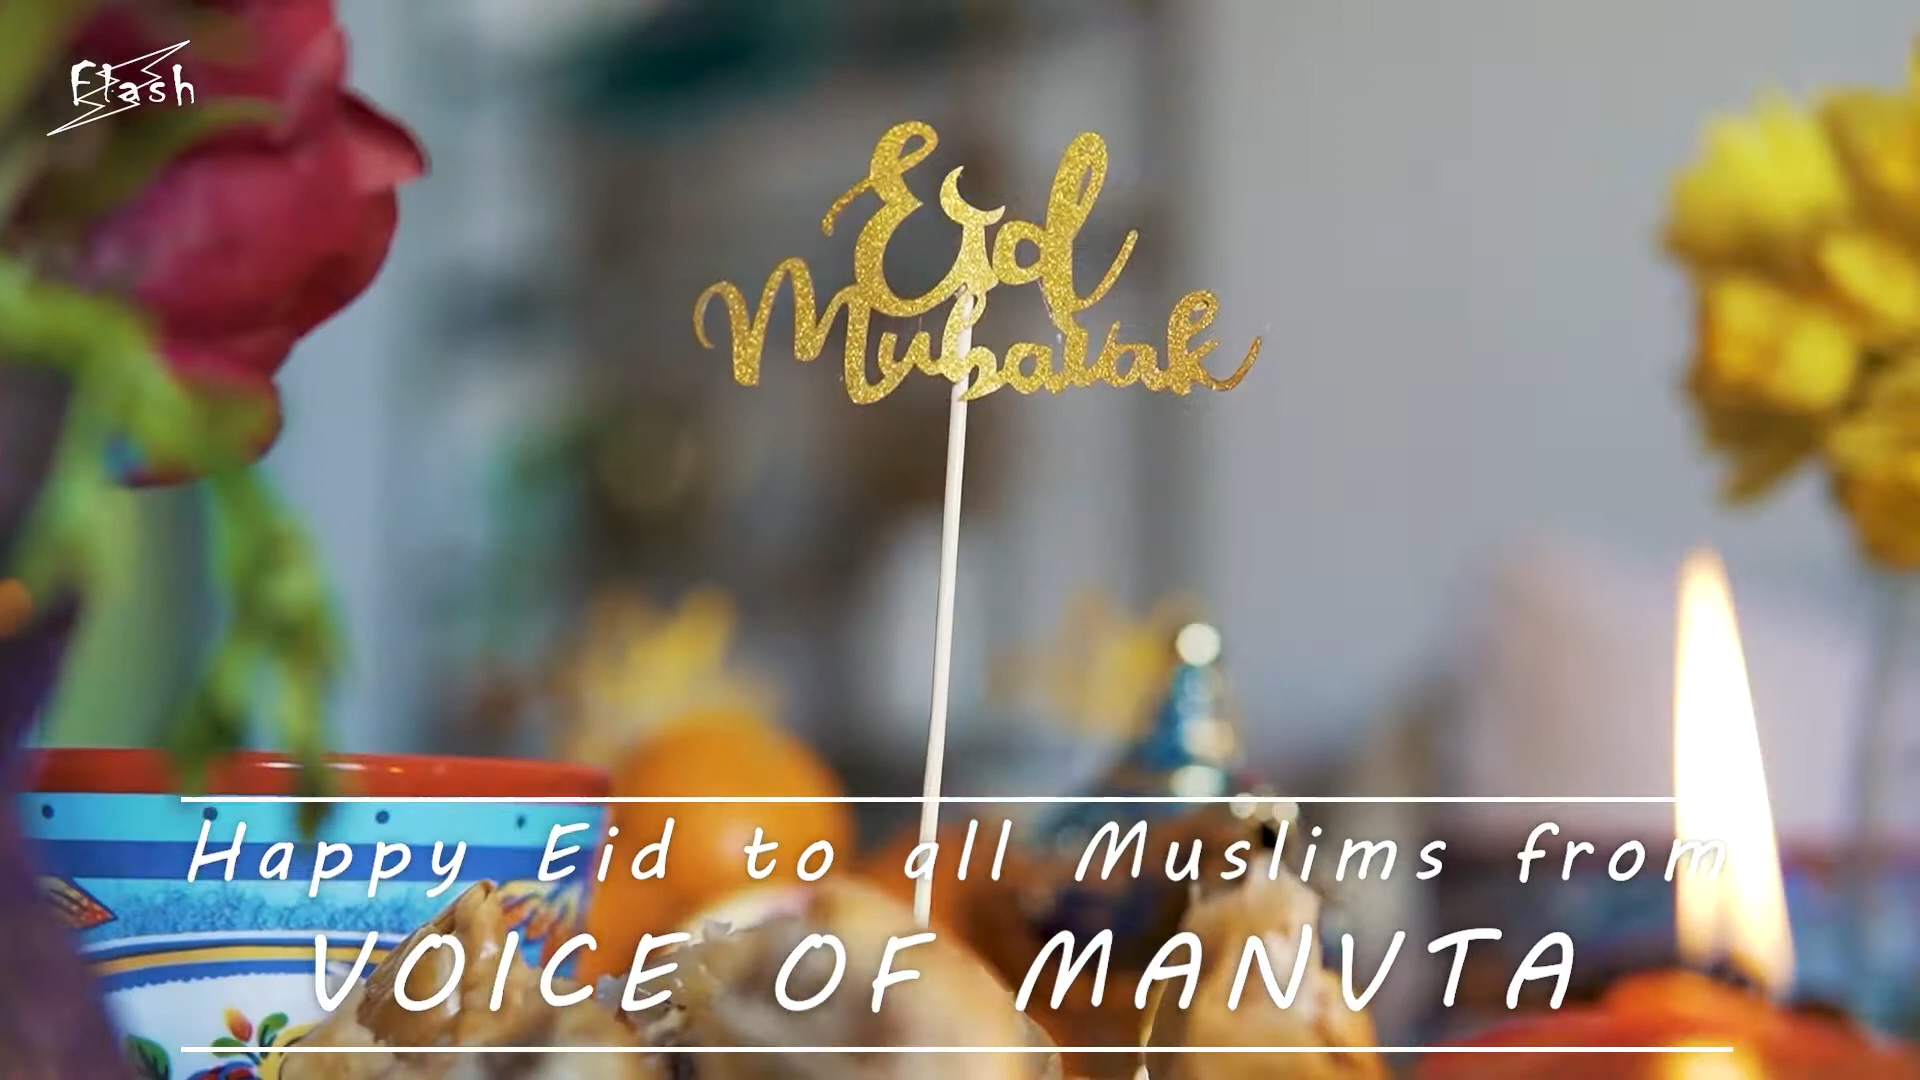 Flash
Eid
Mubarak
Happy Eid to all Muslims from
VOICE OF MANVTA